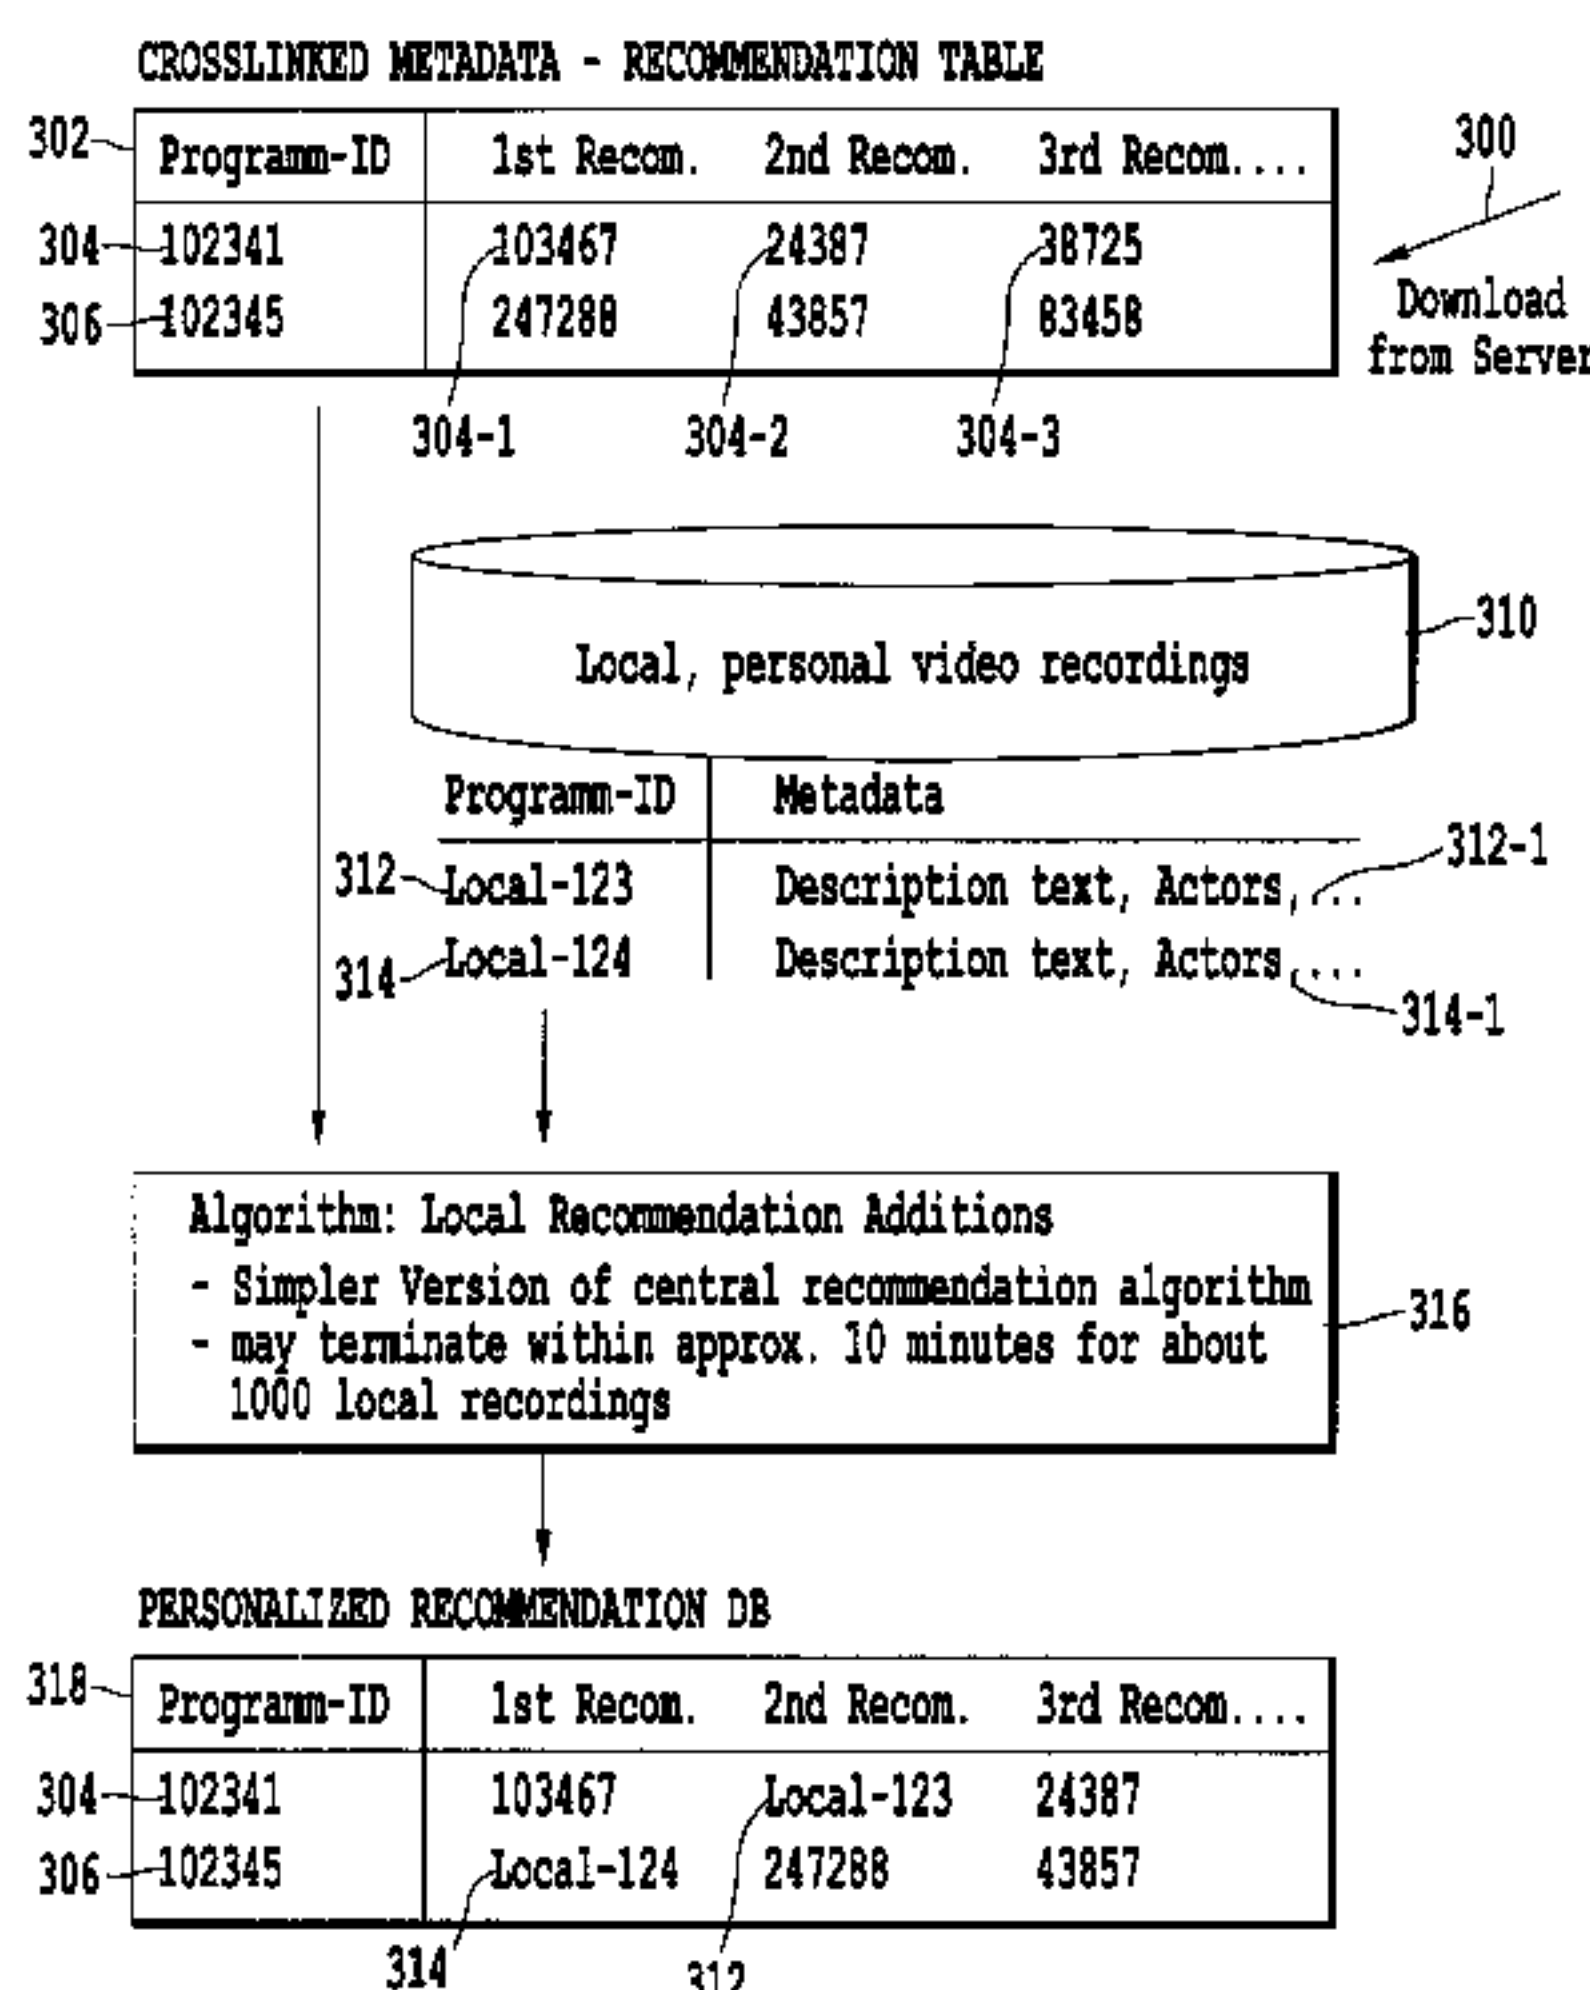 CROSSLINKED METADATA - RECOMMENDATION TABLE
302 Programm-ID 1st Recom. 2nd Recom. 3rd Recom....
300
304 102341 103467 24387 38725
306 102345 247288 43857 83458
Download
from Server
304-1 304-2 304-3
Local, personal video recordings
310
Programm-ID Metadata
312 Local-123 Description text, Actors,...
312-1
314 Local-124 Description text, Actors,...
314-1
Algorithm: Local Recommendation Additions
- Simpler Version of central recommendation algorithm
- may terminate within approx. 10 minutes for about
1000 local recordings
316
PERSONALIZED RECOMMENDATION DB
318 Programm-ID 1st Recom. 2nd Recom. 3rd Recom....
304 102341 103467 Local-123 24387
306 102345 Local-124 247288 43857
314 312